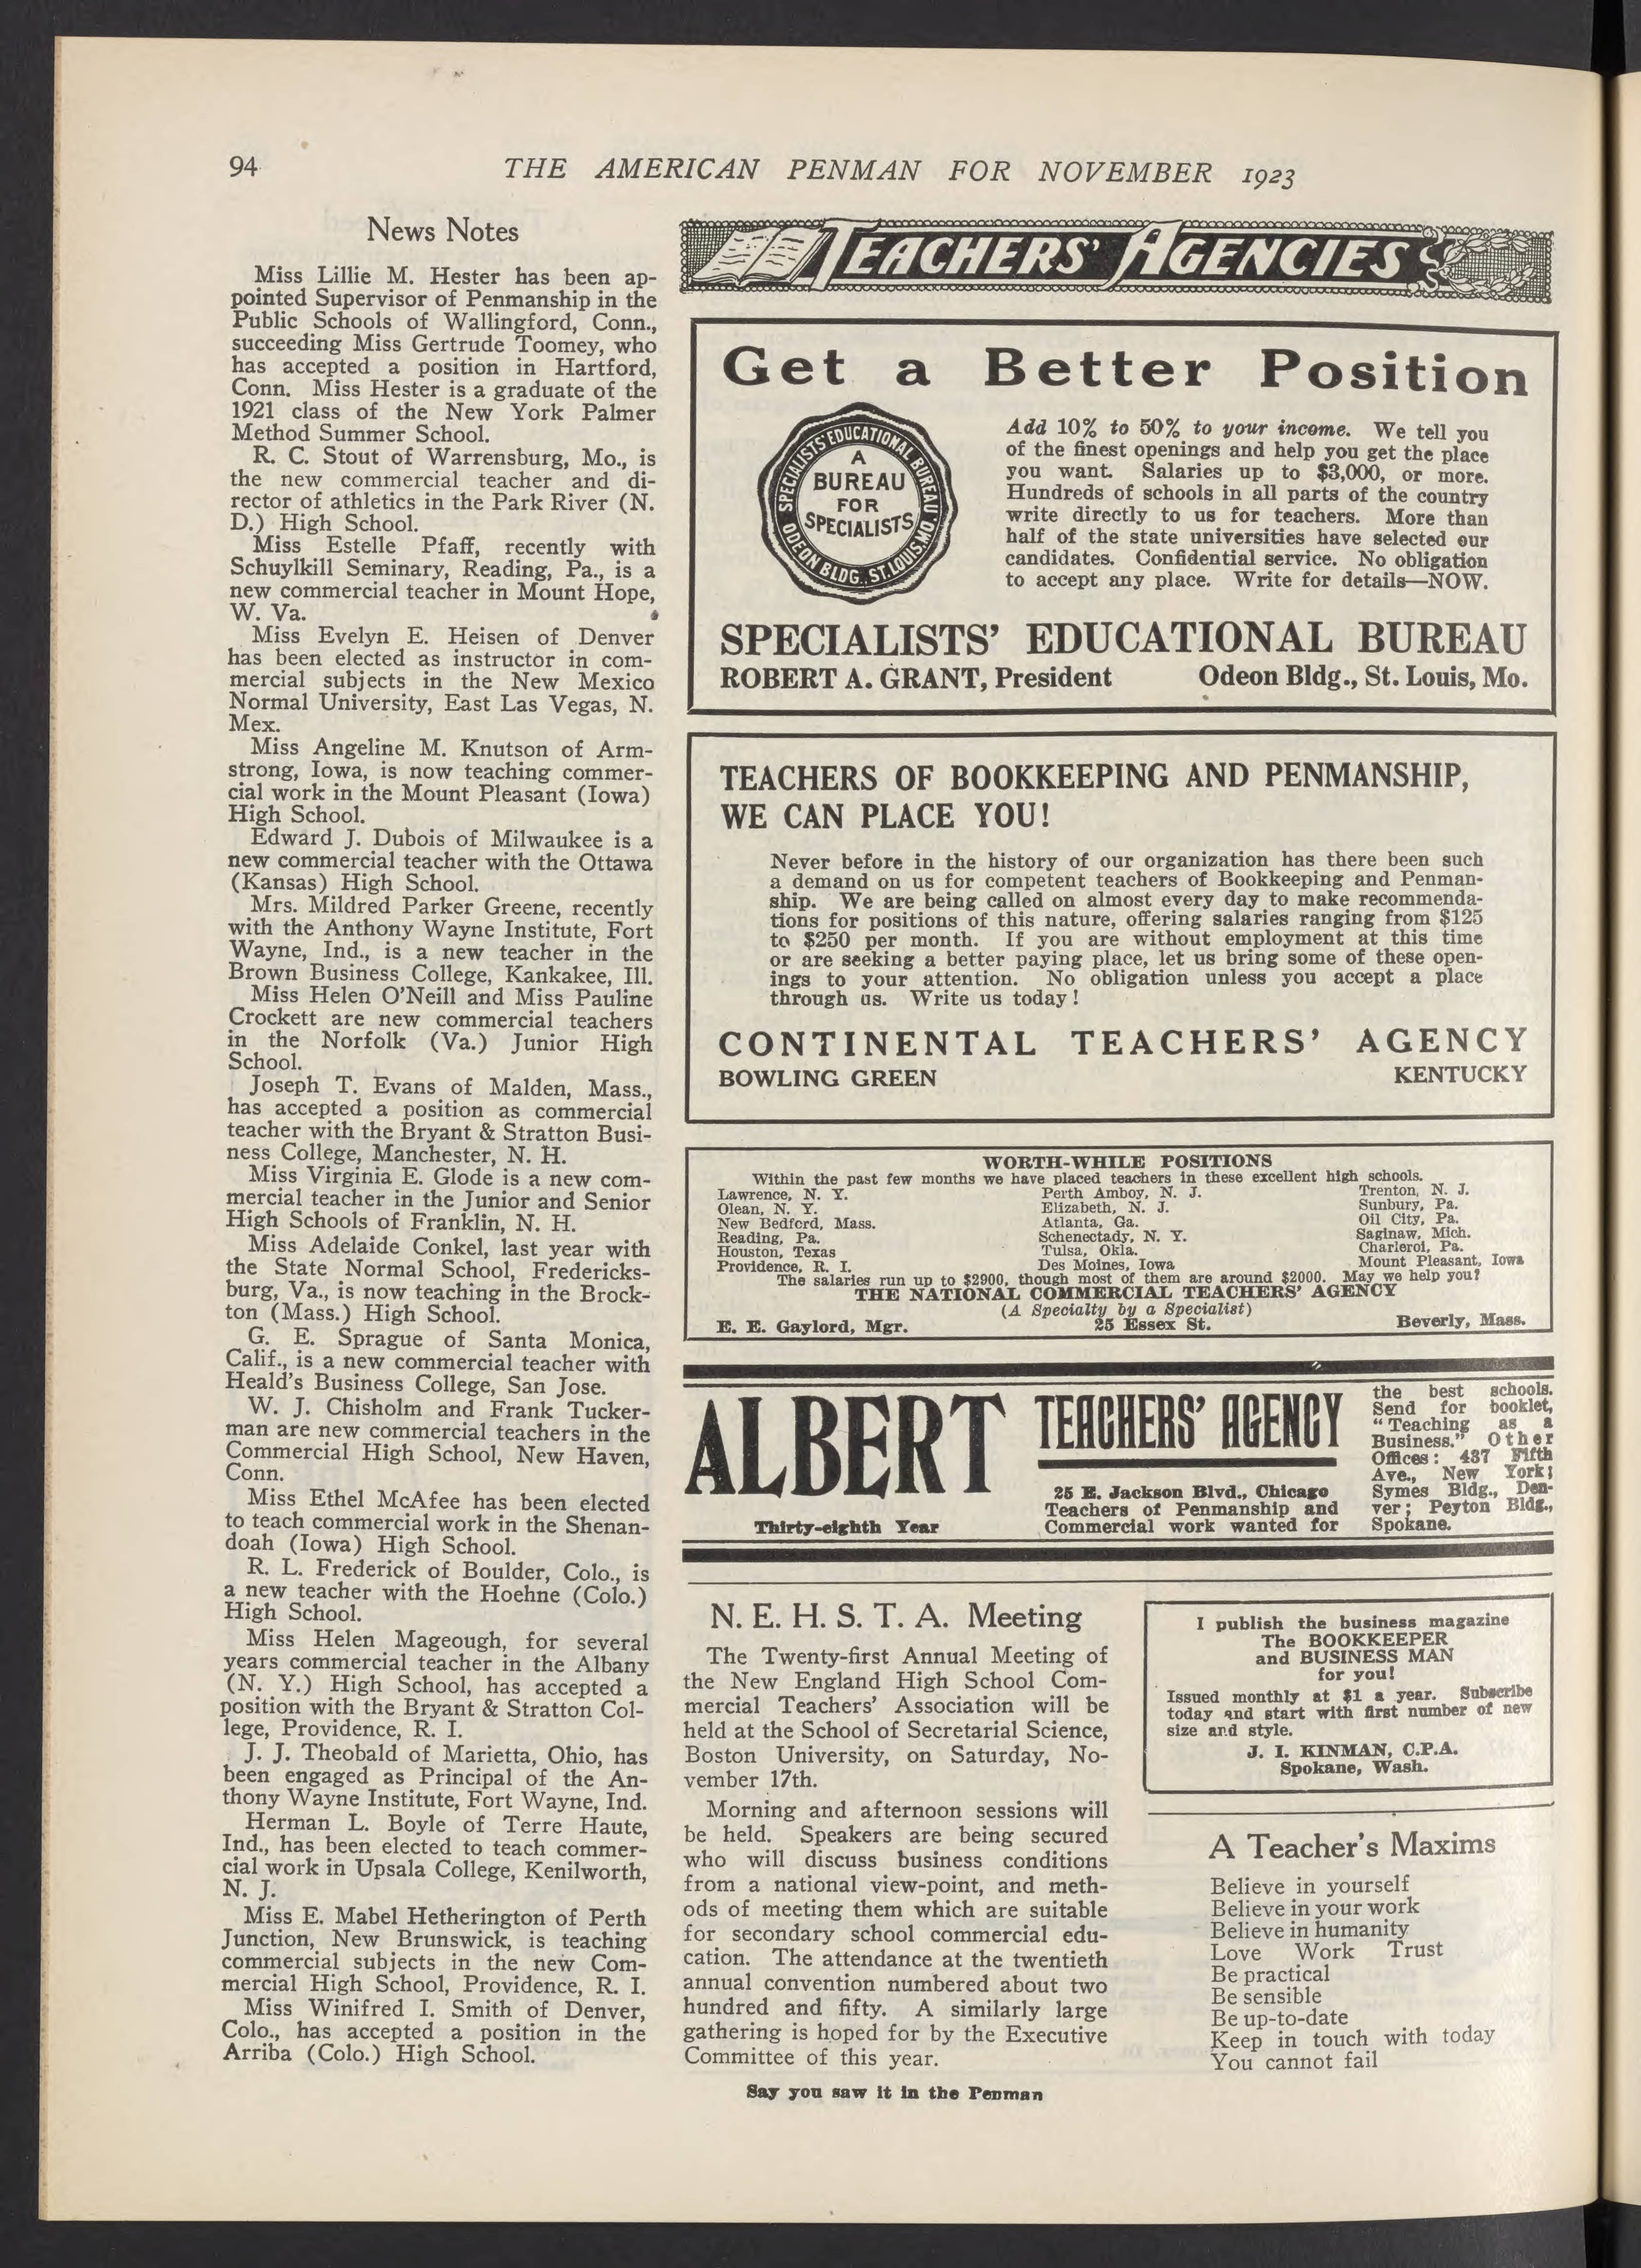 94
THE AMERICAN PENMAN FOR NOVEMBER 1923
News Notes
Miss Lillie M. Hester has been ap-
pointed Supervisor of Penmanship in the
Public Schools of Wallingford, Conn.,
succeeding Miss Gertrude Toomey, who
has accepted a position in Hartford,
Conn. Miss Hester is a graduate of the
1921 class of the New York Palmer
Method Summer School.
R. C. Stout of Warrensburg, Mo., is
the new commercial teacher and di-
rector of athletics in the Park River (N.
D.) High School.
Miss Estelle Pfaff, recently with
Schuylkill Seminary, Reading, Pa., is a
new commercial teacher in Mount Hope,
W. Va.
Miss Evelyn E. Heisen of Denver
has been elected as instructor in com-
mercial subjects in the New Mexico
Normal University, East Las Vegas, N.
Mex.
Miss Angeline M. Knutson of Arm-
strong, Iowa, is now teaching commer-
cial work in the Mount Pleasant (Iowa)
High School.
Edward J. Dubois of Milwaukee is a
new commercial teacher with the Ottawa
(Kansas) High School.
Mrs. Mildred Parker Greene, recently
with the Anthony Wayne Institute, Fort
Wayne, Ind., is a new teacher in the
Brown Business College, Kankakee, Ill.
Miss Helen O'Neill and Miss Pauline
Crockett are new commercial teachers
in the Norfolk (Va.) Junior High
School.
Joseph T. Evans of Malden, Mass.,
has accepted a position as commercial
teacher with the Bryant & Stratton Busi-
ness College, Manchester, N. H.
Miss Virginia E. Glode is a new com-
mercial teacher in the Junior and Senior
High Schools of Franklin, N. H.
Miss Adelaide Conkel, last year with
the State Normal School, Fredericks-
burg, Va., is now teaching in the Brock-
ton (Mass.) High School.
G. E. Sprague of Santa Monica,
Calif., is a new commercial teacher with
Heald's Business College, San Jose.
W. J. Chisholm and Frank Tucker-
man are new commercial teachers in the
Commercial High School, New Haven,
Conn.
Miss Ethel McAfee has been elected
to teach commercial work in the Shenan-
doah (Iowa) High School.
R. L. Frederick of Boulder, Colo., is
a new teacher with the Hoehne (Colo.)
High School.
Miss Helen Mageough, for several
years commercial teacher in the Albany
(N. Y.) High School, has accepted a
position with the Bryant & Stratton Col-
lege, Providence, R. I.
J. J. Theobald of Marietta, Ohio, has
been engaged as Principal of the An-
thony Wayne Institute, Fort Wayne, Ind.
Herman L. Boyle of Terre Haute,
Ind., has been elected to teach commer-
cial work in Upsala College, Kenilworth,
N. J.
Miss E. Mabel Hetherington of Perth
Junction, New Brunswick, is teaching
commercial subjects in the new Com-
mercial High School, Providence, R. I.
Miss Winifred I. Smith of Denver,
Colo., has accepted a position in the
Arriba (Colo.) High School.
TEACHERS' AGENCIES
Get a Better Position
SPECIALISTS' EDUCATIONAL BUREAU
A
BUREAU
FOR
SPECIALISTS
ODEON BLDG. ST. LOUIS, MO.
Add 10% to 50% to your income. We tell you
of the finest openings and help you get the place
you want. Salaries up to $3,000, or more.
Hundreds of schools in all parts of the country
write directly to us for teachers. More than
half of the state universities have selected our
candidates. Confidential service. No obligation
to accept any place. Write for details—NOW.
SPECIALISTS' EDUCATIONAL BUREAU
ROBERT A. GRANT, President Odeon Bldg., St. Louis, Mo.
TEACHERS OF BOOKKEEPING AND PENMANSHIP,
WE CAN PLACE YOU!
Never before in the history of our organization has there been such
a demand on us for competent teachers of Bookkeeping and Penman-
ship. We are being called on almost every day to make recommenda-
tions for positions of this nature, offering salaries ranging from $125
to $250 per month. If you are without employment at this time
or are seeking a better paying place, let us bring some of these open-
ings to your attention. No obligation unless you accept a place
through us. Write us today!
CONTINENTAL TEACHERS' AGENCY
BOWLING GREEN KENTUCKY
WORTH-WHILE POSITIONS
Within the past few months we have placed teachers in these excellent high schools.
Lawrence, N. Y. Perth Amboy, N. J. Trenton, N. J.
Olean, N. Y. Elizabeth, N. J. Sunbury, Pa.
New Bedford, Mass. Atlanta, Ga. Oil City, Pa.
Reading, Pa. Schenectady, N. Y. Saginaw, Mich.
Houston, Texas Tulsa, Okla. Charleroi, Pa.
Providence, R. I. Des Moines, Iowa Mount Pleasant, Iowa
The salaries run up to $2900, though most of them are around $2000. May we help you?
THE NATIONAL COMMERCIAL TEACHERS' AGENCY
(A Specialty by a Specialist)
E. E. Gaylord, Mgr. 25 Essex St. Beverly, Mass.
ALBERT
Thirty-eighth Year
TEACHERS' AGENCY
25 E. Jackson Blvd., Chicago
Teachers of Penmanship and
Commercial work wanted for
the best schools.
Send for booklet,
"Teaching as a
Business." Other
Offices: 437 Fifth
Ave., New York;
Symes Bldg., Den-
ver; Peyton Bldg.,
Spokane.
N. E. H. S. T. A. Meeting
The Twenty-first Annual Meeting of
the New England High School Com-
mercial Teachers' Association will be
held at the School of Secretarial Science,
Boston University, on Saturday, No-
vember 17th.
Morning and afternoon sessions will
be held. Speakers are being secured
who will discuss business conditions
from a national view-point, and meth-
ods of meeting them which are suitable
for secondary school commercial edu-
cation. The attendance at the twentieth
annual convention numbered about two
hundred and fifty. A similarly large
gathering is hoped for by the Executive
Committee of this year.
I publish the business magazine
The BOOKKEEPER
and BUSINESS MAN
for you!
Issued monthly at $1 a year. Subscribe
today and start with first number of new
size and style.
J. I. KINMAN, C.P.A.
Spokane, Wash.
A Teacher's Maxims
Believe in yourself
Believe in your work
Believe in humanity
Love Work Trust
Be practical
Be sensible
Be up-to-date
Keep in touch with today
You cannot fail
Say you saw it in the Penman